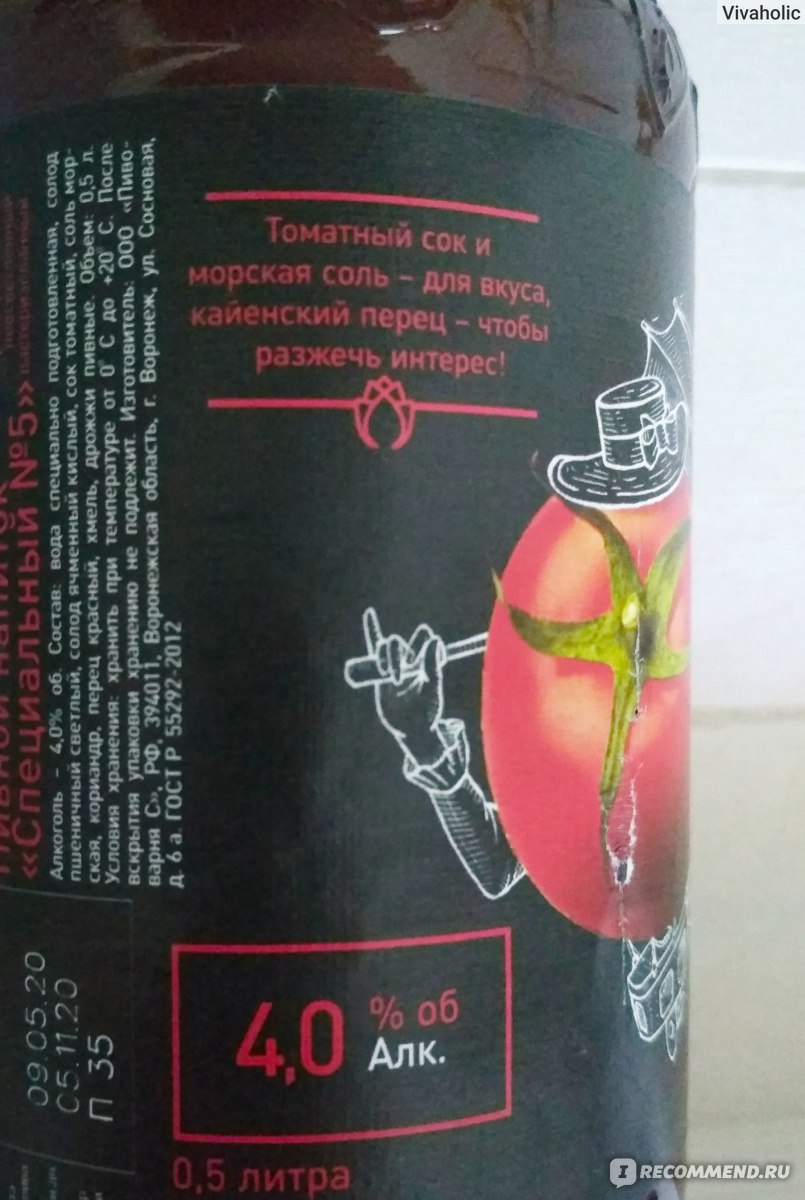 Vivaholic
Томатный сок и
морская соль – для вкуса,
кайенский перец – чтобы
разжечь интерес!
«Специальный №5»
Алкоголь – 4,0% об. Состав: вода специально подготовленная, солод
пшеничный светлый, солод ячменный кислый, сок томатный, соль мор-
ская, кориандр, перец красный, хмель, дрожжи пивные. Объем: 0,5 л.
Условия хранения: хранить при температуре от 0° С до +20° С. После
вскрытия упаковки хранению не подлежит. Изготовитель: ООО «Пиво-
варня С», РФ, 394011, Воронежская область, г. Воронеж, ул. Сосновая,
д. 6 а. ГОСТ Р 55292-2012
09.05.20
05.11.20
П 35
4,0 % об
Алк.
0,5 литра
IRECOMMEND.RU